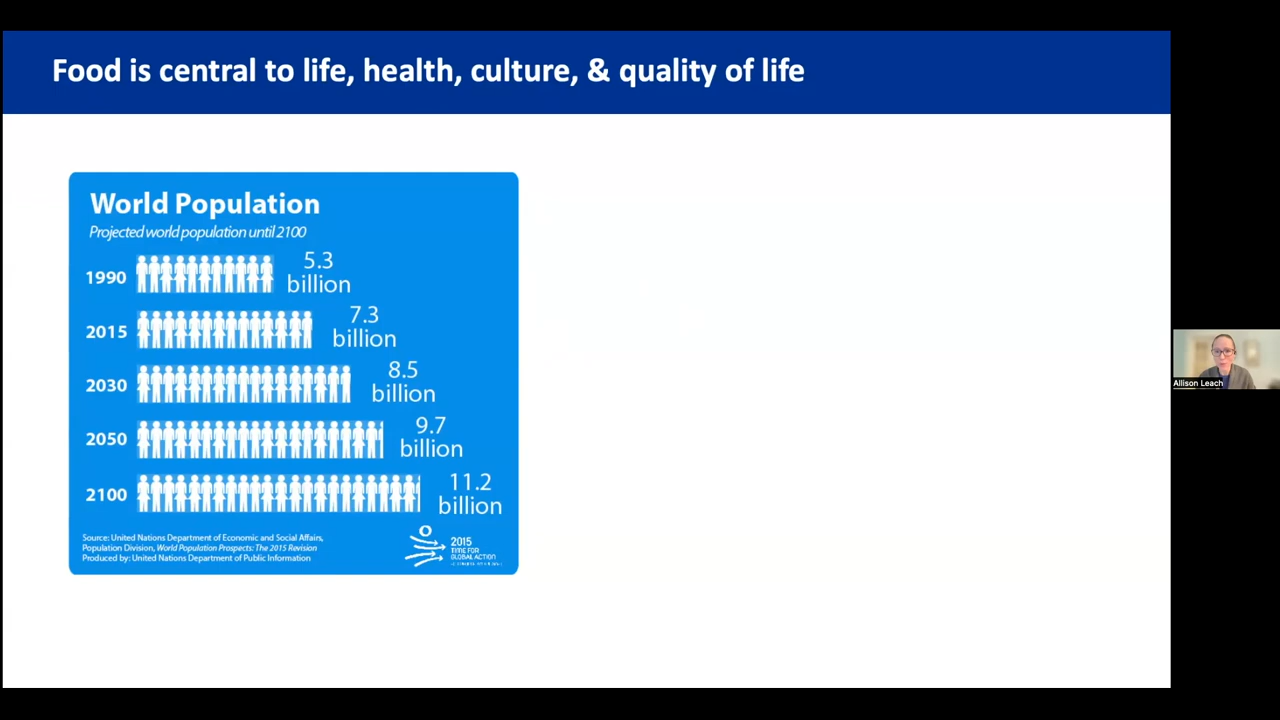 Food is central to life, health, culture, & quality of life
World Population
Projected world population until 2100
1990
5.3
billion
2015
7.3
billion
2030
8.5
billion
2050
9.7
billion
2100
11.2
billion
Source: United Nations Department of Economic and Social Affairs,
Population Division, World Population Prospects: The 2015 Revision
Produced by: United Nations Department of Public Information
2015
TIME FOR
GLOBAL ACTION
Allison Leach